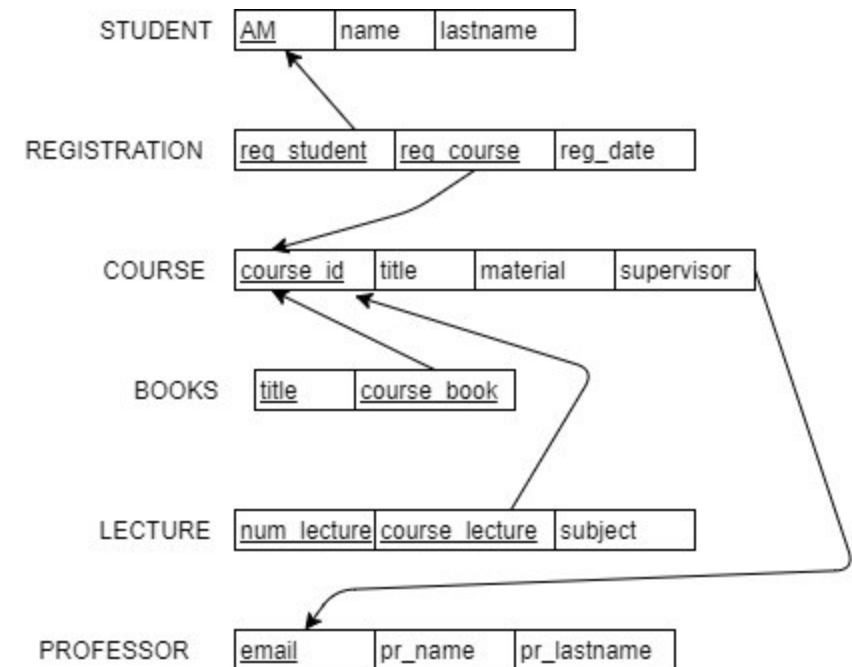 STUDENT AM name lastname
REGISTRATION reg_student reg_course reg_date
COURSE course_id title material supervisor
BOOKS title course_book
LECTURE num_lecture course_lecture subject
PROFESSOR email pr_name pr_lastname